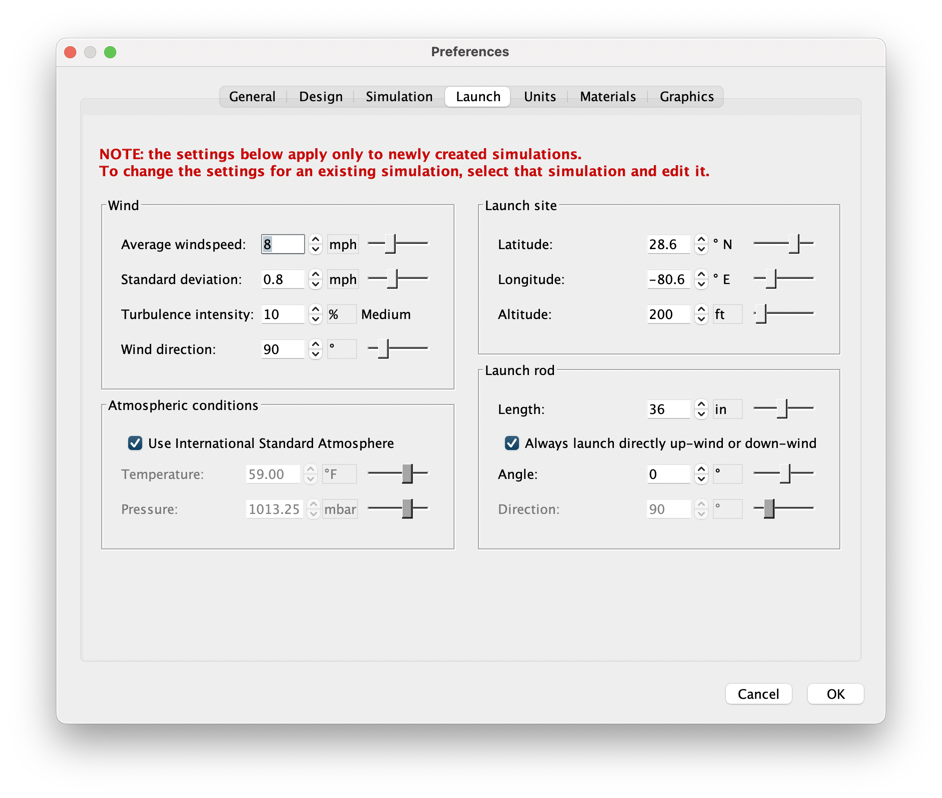 Preferences
General Design Simulation Launch Units Materials Graphics
NOTE: the settings below apply only to newly created simulations.
To change the settings for an existing simulation, select that simulation and edit it.
Wind
Average windspeed: 8 mph
Standard deviation: 0.8 mph
Turbulence intensity: 10 % Medium
Wind direction: 90 °
Atmospheric conditions
Use International Standard Atmosphere
Temperature: 59.00 °F
Pressure: 1013.25 mbar
Launch site
Latitude: 28.6 ° N
Longitude: −80.6 ° E
Altitude: 200 ft
Launch rod
Length: 36 in
Always launch directly up-wind or down-wind
Angle: 0 °
Direction: 90 °
Cancel OK